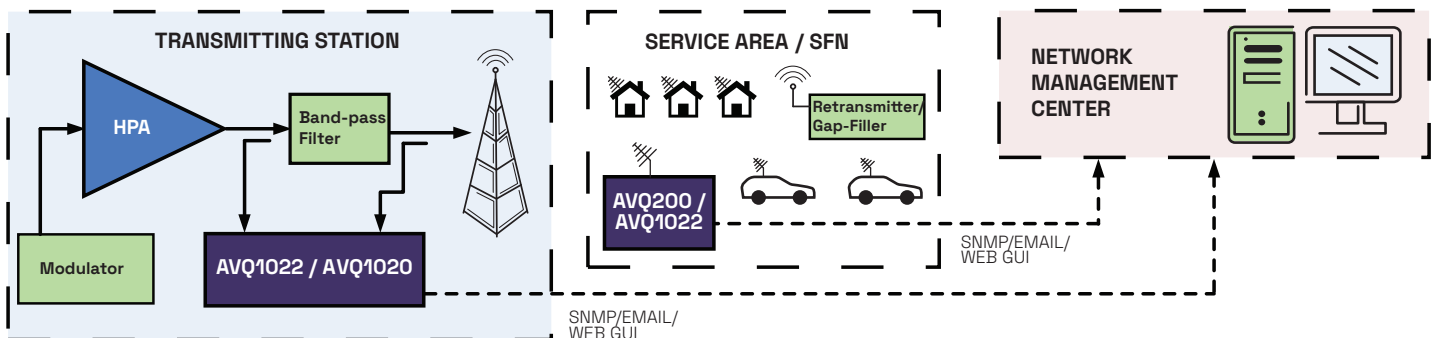 TRANSMITTING STATION
HPA
Band-pass
Filter
Modulator
AVQ1022 / AVQ1020
SERVICE AREA / SFN
Retransmitter/
Gap-Filler
AVQ200 /
AVQ1022
NETWORK
MANAGEMENT
CENTER
SNMP/EMAIL/
WEB GUI
SNMP/EMAIL/
WEB GUI